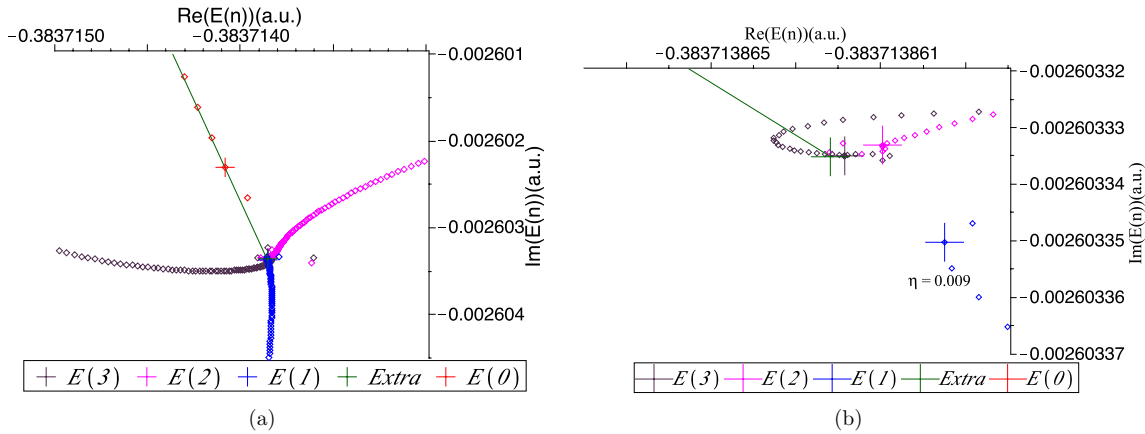 Re(E(n))(a.u.)
−0.3837150
−0.3837140
−0.002601
−0.002602
−0.002603
−0.002604
Im(E(n))(a.u.)
E(3)
E(2)
E(1)
Extra
E(0)
(a)
Re(E(n))(a.u.)
−0.383713865
−0.383713861
−0.00260332
−0.00260333
−0.00260334
−0.00260335
−0.00260336
−0.00260337
Im(E(n))(a.u.)
η = 0.009
E(3)
E(2)
E(1)
Extra
E(0)
(b)